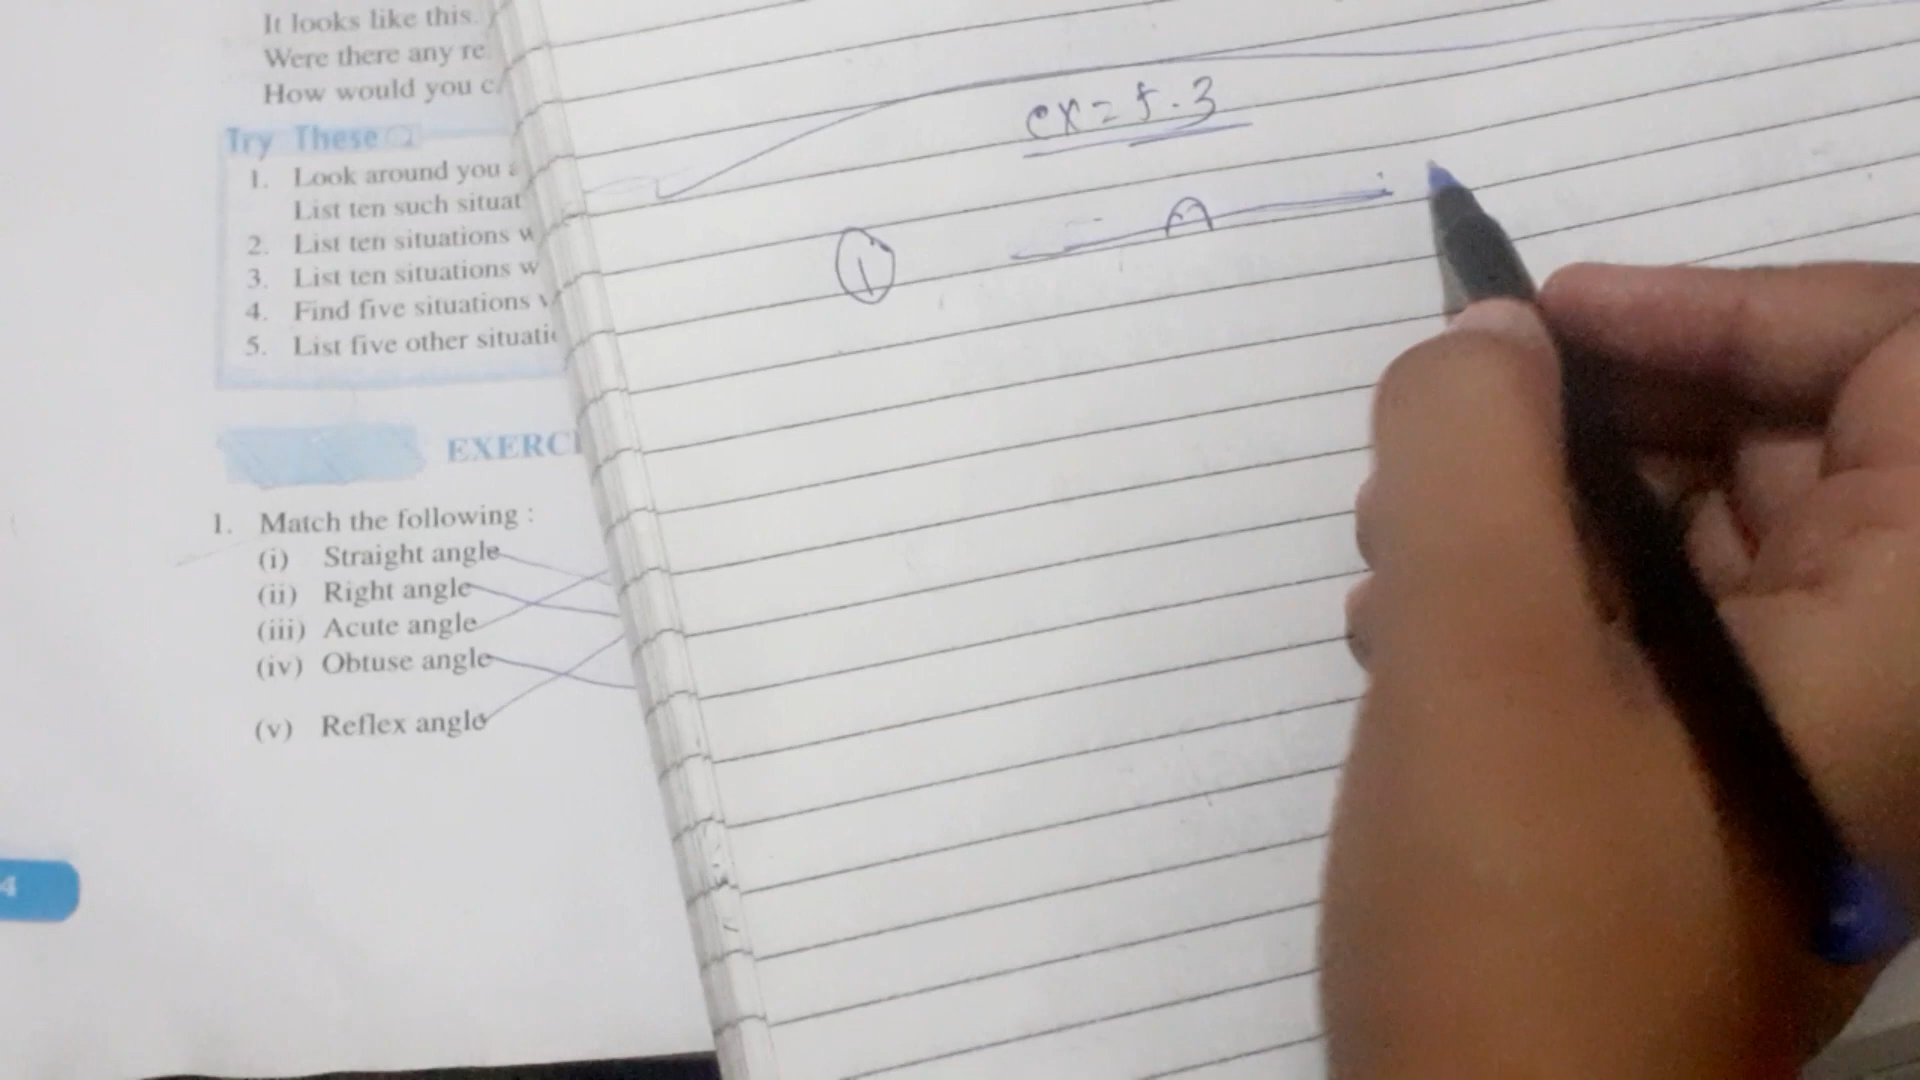 It looks like this.
Were there any re
How would you c
Try These
1. Look around you a
List ten such situat
2. List ten situations w
3. List ten situations w
4. Find five situations
5. List five other situati
EXERCI
1. Match the following :
(i) Straight angle
(ii) Right angle
(iii) Acute angle
(iv) Obtuse angle
(v) Reflex angle
4
ex = 5.3
1